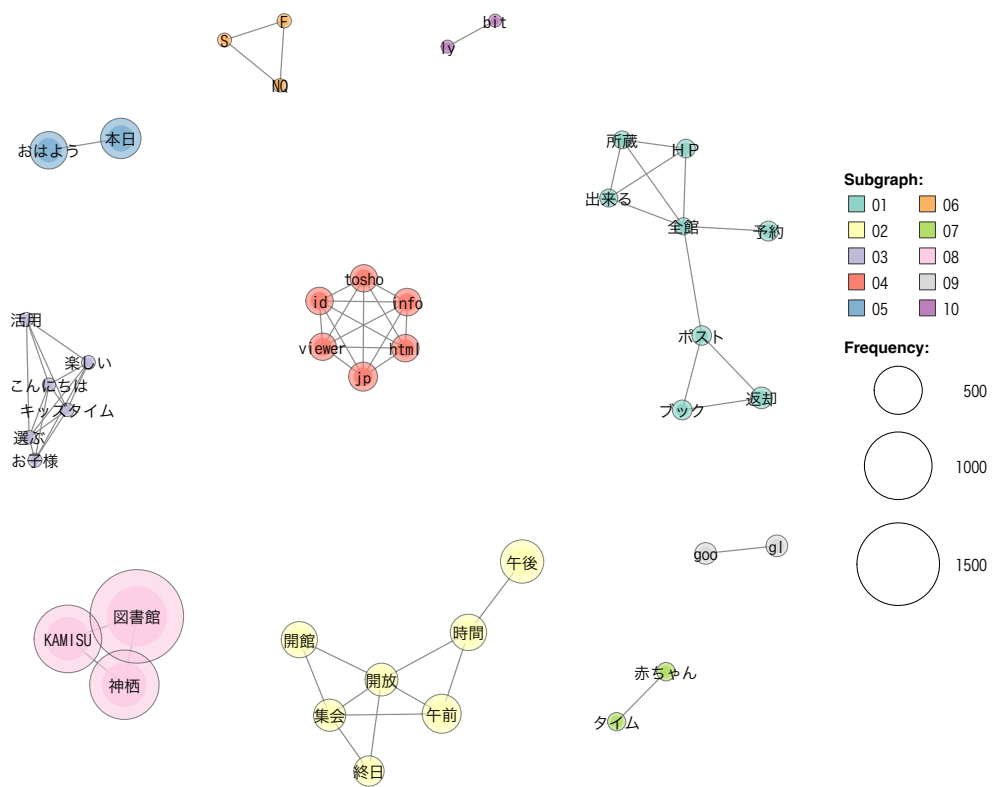 F
S
NQ
bit
ly
おはよう
本日
所蔵
HP
出来る
全館
予約
ポスト
ブック
返却
tosho
id
info
viewer
html
jp
活用
楽しい
こんにちは
キッズタイム
選ぶ
お子様
図書館
KAMISU
神栖
午後
時間
開館
開放
集会
午前
終日
goo
gl
赤ちゃん
タイム
Subgraph:
01 06
02 07
03 08
04 09
05 10
Frequency:
500
1000
1500